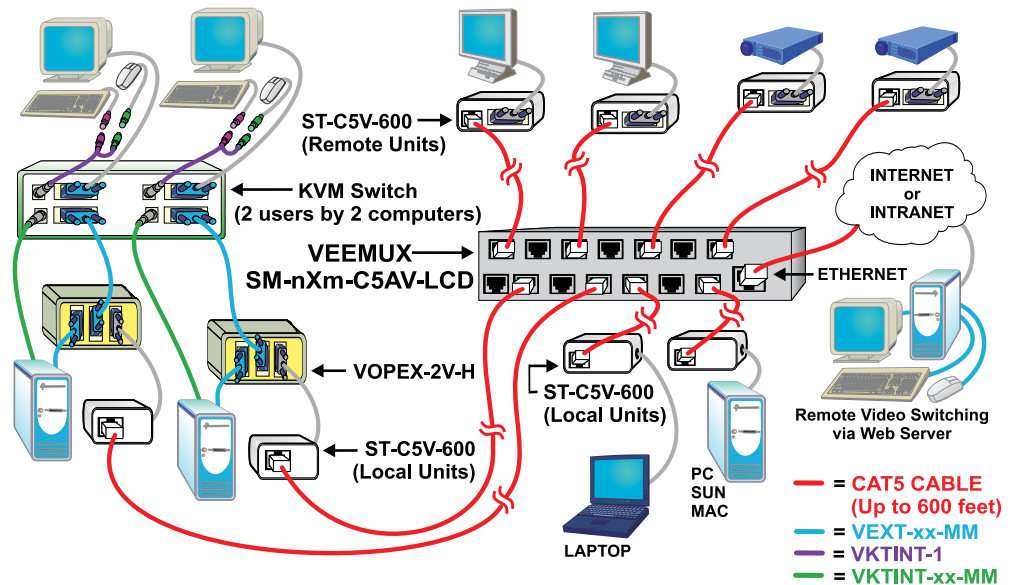 ST-C5V-600
(Remote Units)
KVM Switch
(2 users by 2 computers)
VEEMUX
SM-nXm-C5AV-LCD
INTERNET
or
INTRANET
ETHERNET
VOPEX-2V-H
ST-C5V-600
(Local Units)
ST-C5V-600
(Local Units)
Remote Video Switching
via Web Server
PC
SUN
MAC
LAPTOP
= CAT5 CABLE
(Up to 600 feet)
= VEXT-xx-MM
= VKTINT-1
= VKTINT-xx-MM